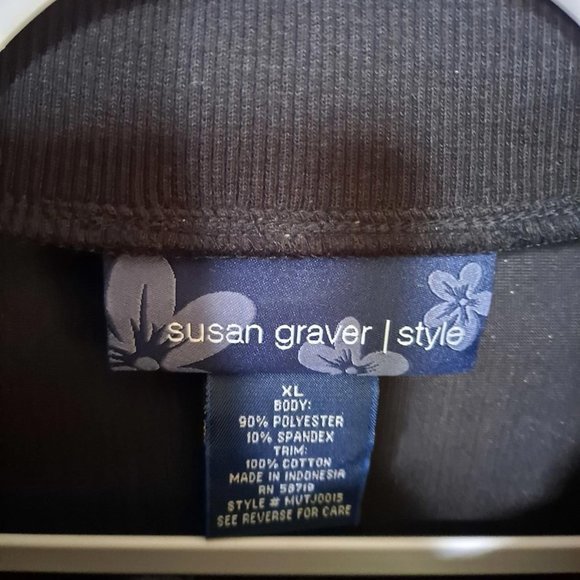 susan graver | style
XL
BODY:
90% POLYESTER
10% SPANDEX
TRIM:
100% COTTON
MADE IN INDONESIA
RN 58719
STYLE # MUTJ0015
SEE REVERSE FOR CARE